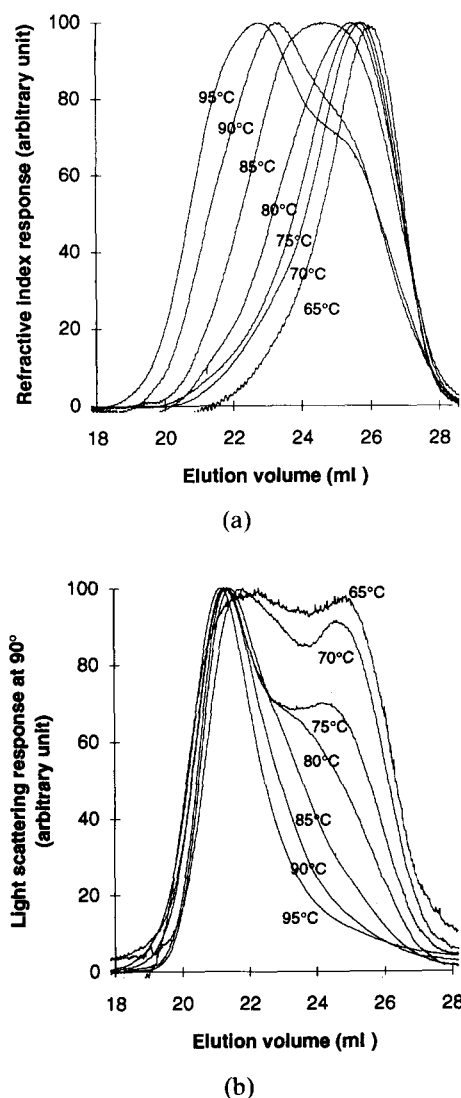 Refractive index response (arbitrary unit)
100
80
60
40
20
0
95°C
90°C
85°C
80°C
75°C
70°C
65°C
18
20
22
24
26
28
Elution volume (ml )
(a)
Light scattering response at 90°
(arbitrary unit)
100
80
60
40
20
0
65°C
70°C
75°C
80°C
85°C
90°C
95°C
18
20
22
24
26
28
Elution volume (ml )
(b)